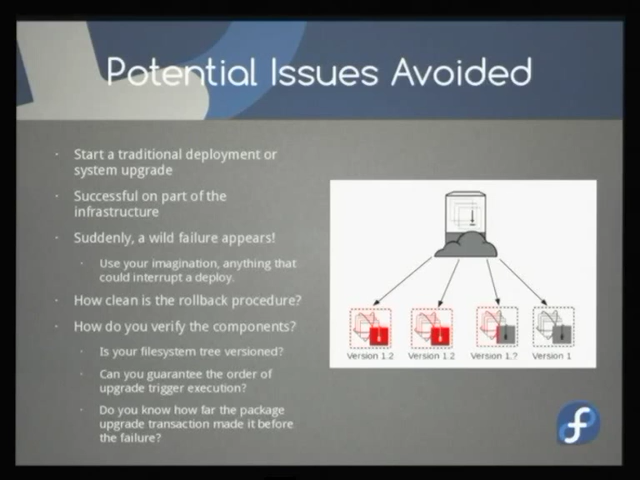 Potential Issues Avoided
· Start a traditional deployment or
system upgrade
· Successful on part of the
infrastructure
· Suddenly, a wild failure appears!
· Use your imagination, anything that
could interrupt a deploy.
· How clean is the rollback procedure?
· How do you verify the components?
· Is your filesystem tree versioned?
· Can you guarantee the order of
upgrade trigger execution?
· Do you know how far the package
upgrade transaction made it before
the failure?
Version 1.2
Version 1.2
Version 1.?
Version 1